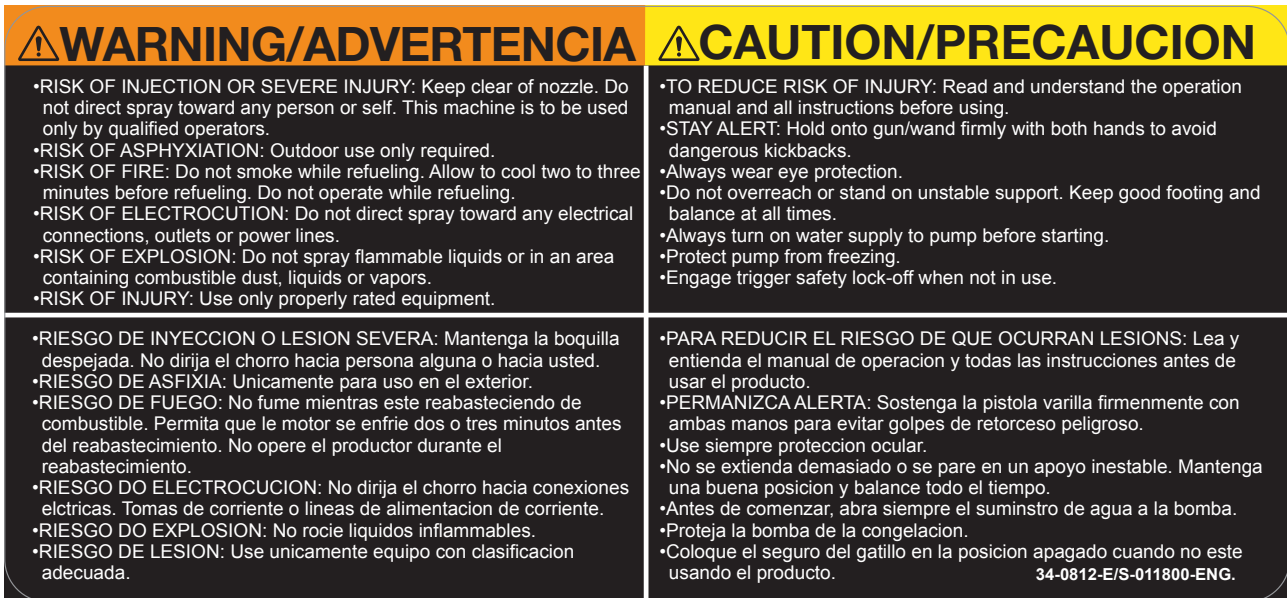 ⚠WARNING/ADVERTENCIA
•RISK OF INJECTION OR SEVERE INJURY: Keep clear of nozzle. Do
not direct spray toward any person or self. This machine is to be used
only by qualified operators.
•RISK OF ASPHYXIATION: Outdoor use only required.
•RISK OF FIRE: Do not smoke while refueling. Allow to cool two to three
minutes before refueling. Do not operate while refueling.
•RISK OF ELECTROCUTION: Do not direct spray toward any electrical
connections, outlets or power lines.
•RISK OF EXPLOSION: Do not spray flammable liquids or in an area
containing combustible dust, liquids or vapors.
•RISK OF INJURY: Use only properly rated equipment.
⚠CAUTION/PRECAUCION
•TO REDUCE RISK OF INJURY: Read and understand the operation
manual and all instructions before using.
•STAY ALERT: Hold onto gun/wand firmly with both hands to avoid
dangerous kickbacks.
•Always wear eye protection.
•Do not overreach or stand on unstable support. Keep good footing and
balance at all times.
•Always turn on water supply to pump before starting.
•Protect pump from freezing.
•Engage trigger safety lock-off when not in use.
•RIESGO DE INYECCION O LESION SEVERA: Mantenga la boquilla
despejada. No dirija el chorro hacia persona alguna o hacia usted.
•RIESGO DE ASFIXIA: Unicamente para uso en el exterior.
•RIESGO DE FUEGO: No fume mientras este reabasteciendo de
combustible. Permita que le motor se enfrie dos o tres minutos antes
del reabastecimiento. No opere el productor durante el
reabastecimiento.
•RIESGO DO ELECTROCUCION: No dirija el chorro hacia conexiones
elctricas. Tomas de corriente o lineas de alimentacion de corriente.
•RIESGO DO EXPLOSION: No rocie liquidos inflammables.
•RIESGO DE LESION: Use unicamente equipo con clasificacion
adecuada.
•PARA REDUCIR EL RIESGO DE QUE OCURRAN LESIONS: Lea y
entienda el manual de operacion y todas las instrucciones antes de
usar el producto.
•PERMANIZCA ALERTA: Sostenga la pistola varilla firmenmente con
ambas manos para evitar golpes de retorceso peligroso.
•Use siempre proteccion ocular.
•No se extienda demasiado o se pare en un apoyo inestable. Mantenga
una buena posicion y balance todo el tiempo.
•Antes de comenzar, abra siempre el suminstro de agua a la bomba.
•Proteja la bomba de la congelacion.
•Coloque el seguro del gatillo en la posicion apagado cuando no este
usando el producto.
34-0812-E/S-011800-ENG.